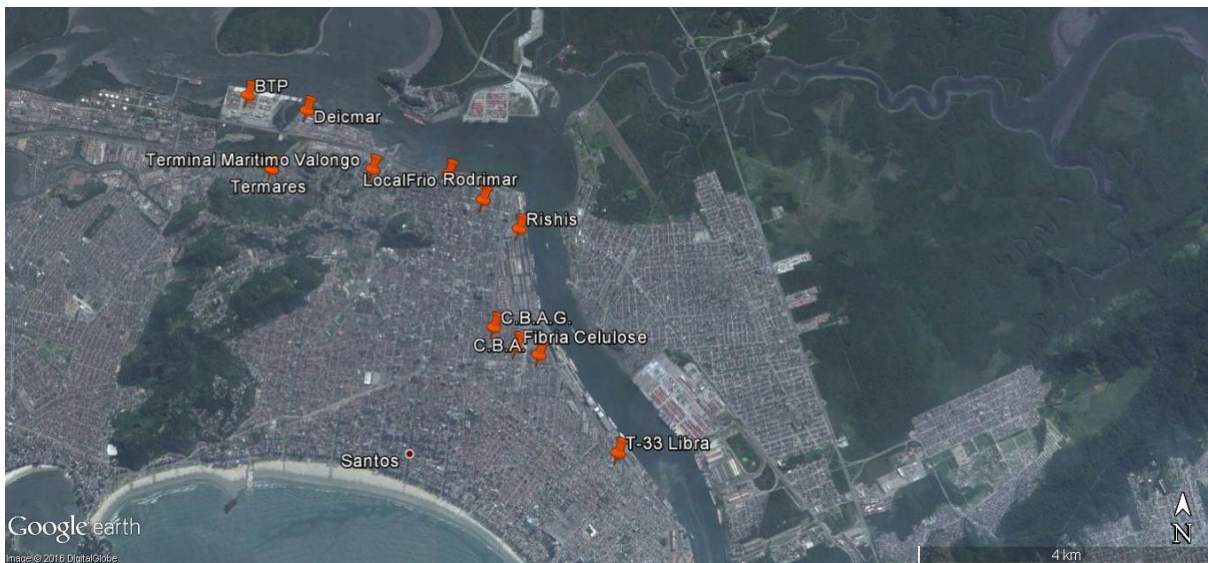 BTP
Deicmar
Terminal Maritimo Valongo
LocalFrio Rodrimar
Termares
Rishis
C.B.A.G.
Fibria Celulose
C.B.A.
T-33 Libra
Santos
Google earth
N
Image © 2016 DigitalGlobe
4 km